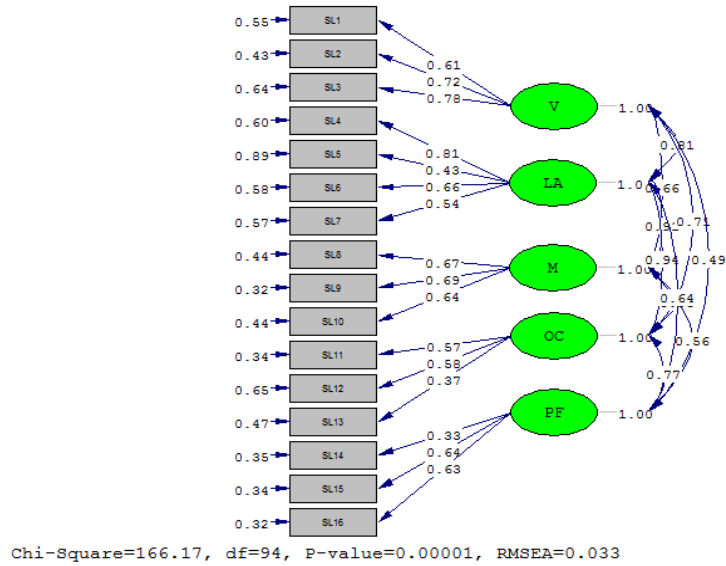 0.55 SL1
0.43 SL2
0.61
0.72
0.64 SL3
0.78
V 1.00
0.60 SL4
0.81
0.89 SL5
0.81
0.43
0.58 SL6
0.66
LA 1.00
0.66
0.54
0.57 SL7
0.71
0.44 SL8
0.67
M 1.00
0.94
0.49
0.32 SL9
0.69
0.64
0.64
0.44 SL10
0.57
OC 1.00
0.56
0.34 SL11
0.58
0.65 SL12
0.37
0.77
0.47 SL13
PF 1.00
0.33
0.35 SL14
0.64
0.34 SL15
0.63
0.32 SL16
Chi-Square=166.17, df=94, P-value=0.00001, RMSEA=0.033